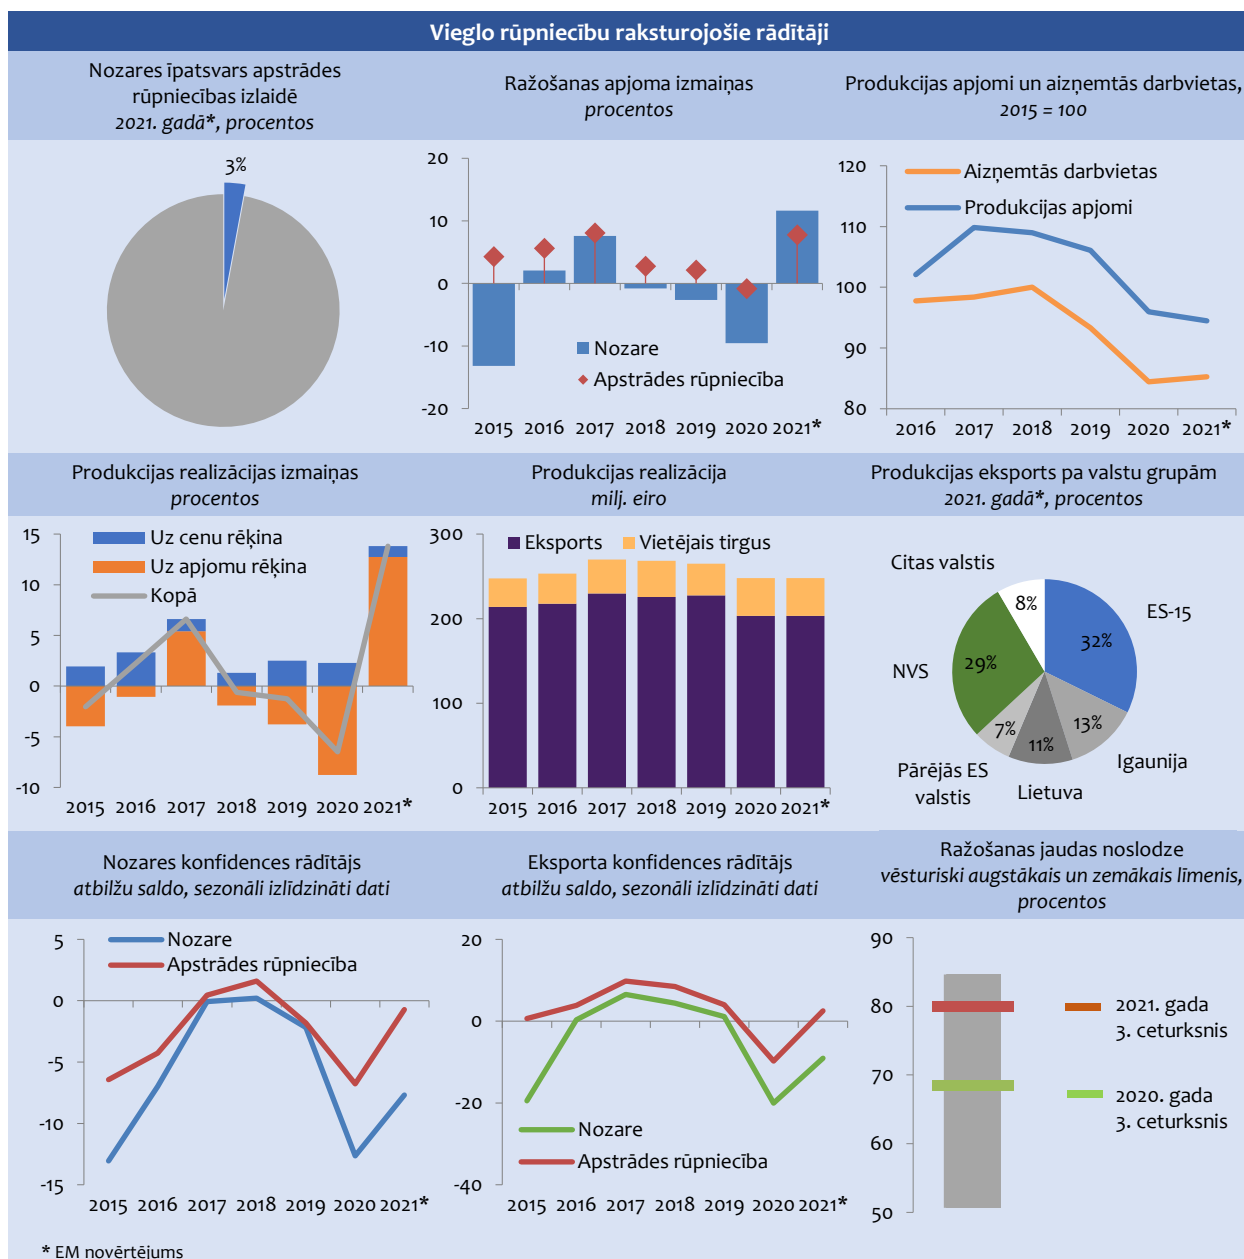 Vieglo rūpniecību raksturojošie rādītāji
Nozares īpatsvars apstrādes
rūpniecības izlaidē
2021. gadā*, procentos
3%
Ražošanas apjoma izmaiņas
procentos
20
10
0
-10
-20
Nozare
Apstrādes rūpniecība
2015 2016 2017 2018 2019 2020 2021*
Produkcijas apjomi un aizņemtās darbvietas,
2015 = 100
120
110
100
90
80
Aizņemtās darbvietas
Produkcijas apjomi
2016 2017 2018 2019 2020 2021*
Produkcijas realizācijas izmaiņas
procentos
15
10
5
0
-5
-10
Uz cenu rēķina
Uz apjomu rēķina
Kopā
2015 2016 2017 2018 2019 2020 2021*
Produkcijas realizācija
milj. eiro
300
200
100
0
Eksports Vietējais tirgus
2015 2016 2017 2018 2019 2020 2021*
Produkcijas eksports pa valstu grupām
2021. gadā*, procentos
Citas valstis
8%
ES-15
32%
NVS
29%
7%
11%
13%
Igaunija
Pārējās ES
valstis
Lietuva
Nozares konfidences rādītājs
atbilžu saldo, sezonāli izlīdzināti dati
5
0
-5
-10
-15
Nozare
Apstrādes rūpniecība
2015 2016 2017 2018 2019 2020 2021*
Eksporta konfidences rādītājs
atbilžu saldo, sezonāli izlīdzināti dati
20
0
-20
-40
Nozare
Apstrādes rūpniecība
2015 2016 2017 2018 2019 2020 2021*
Ražošanas jaudas noslodze
vēsturiski augstākais un zemākais līmenis,
procentos
90
80
70
60
50
2021. gada
3. ceturksnis
2020. gada
3. ceturksnis
* EM novērtējums